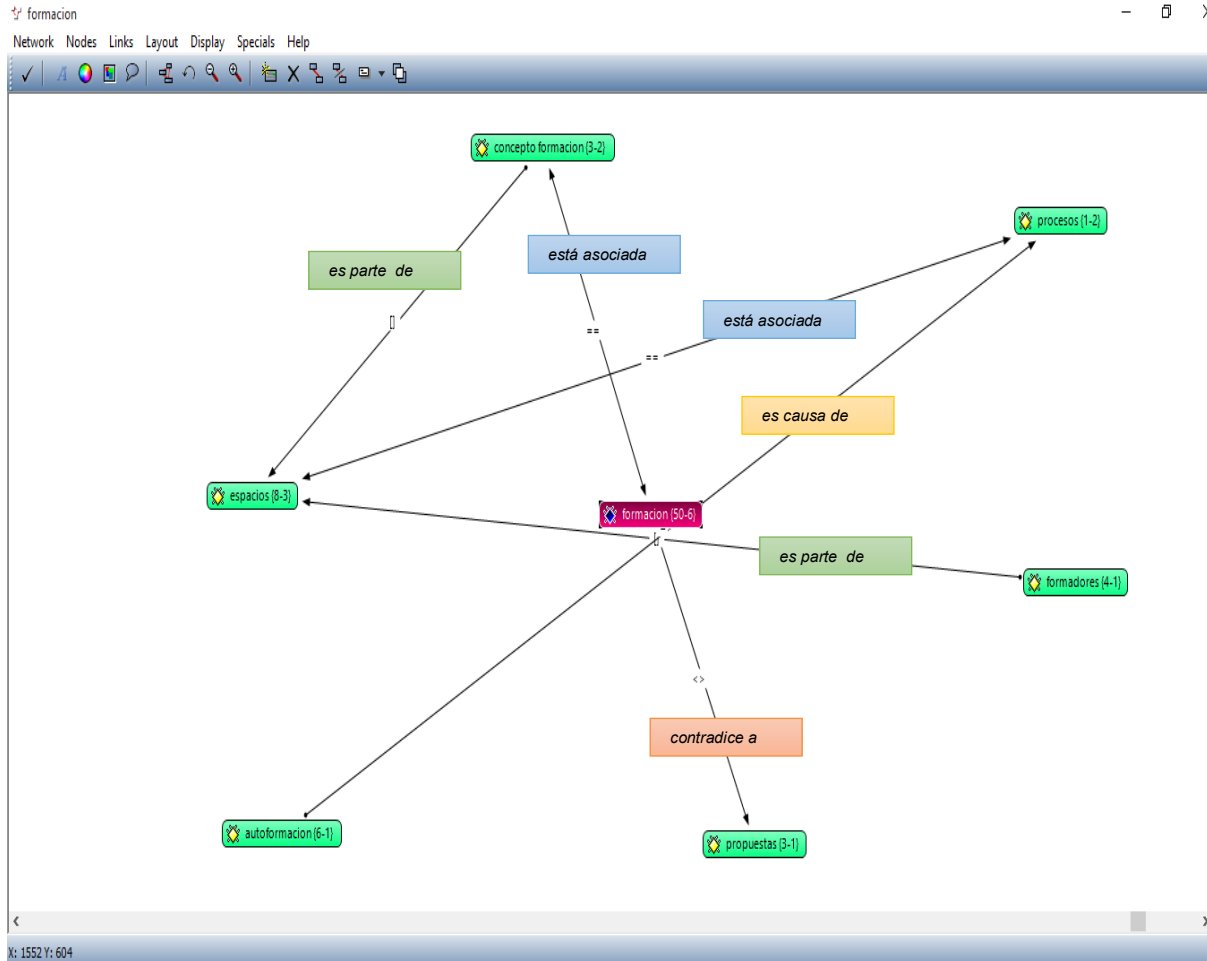 formacion
Network Nodes Links Layout Display Specials Help
concepto formacion {3-2}
procesos {1-2}
está asociada
es parte de
está asociada
[]
==
==
es causa de
espacios {8-3}
formacion {50-6}
es parte de
formadores {4-1}
<>
contradice a
autoformacion {6-1}
propuestas {3-1}
X: 1552 Y: 604